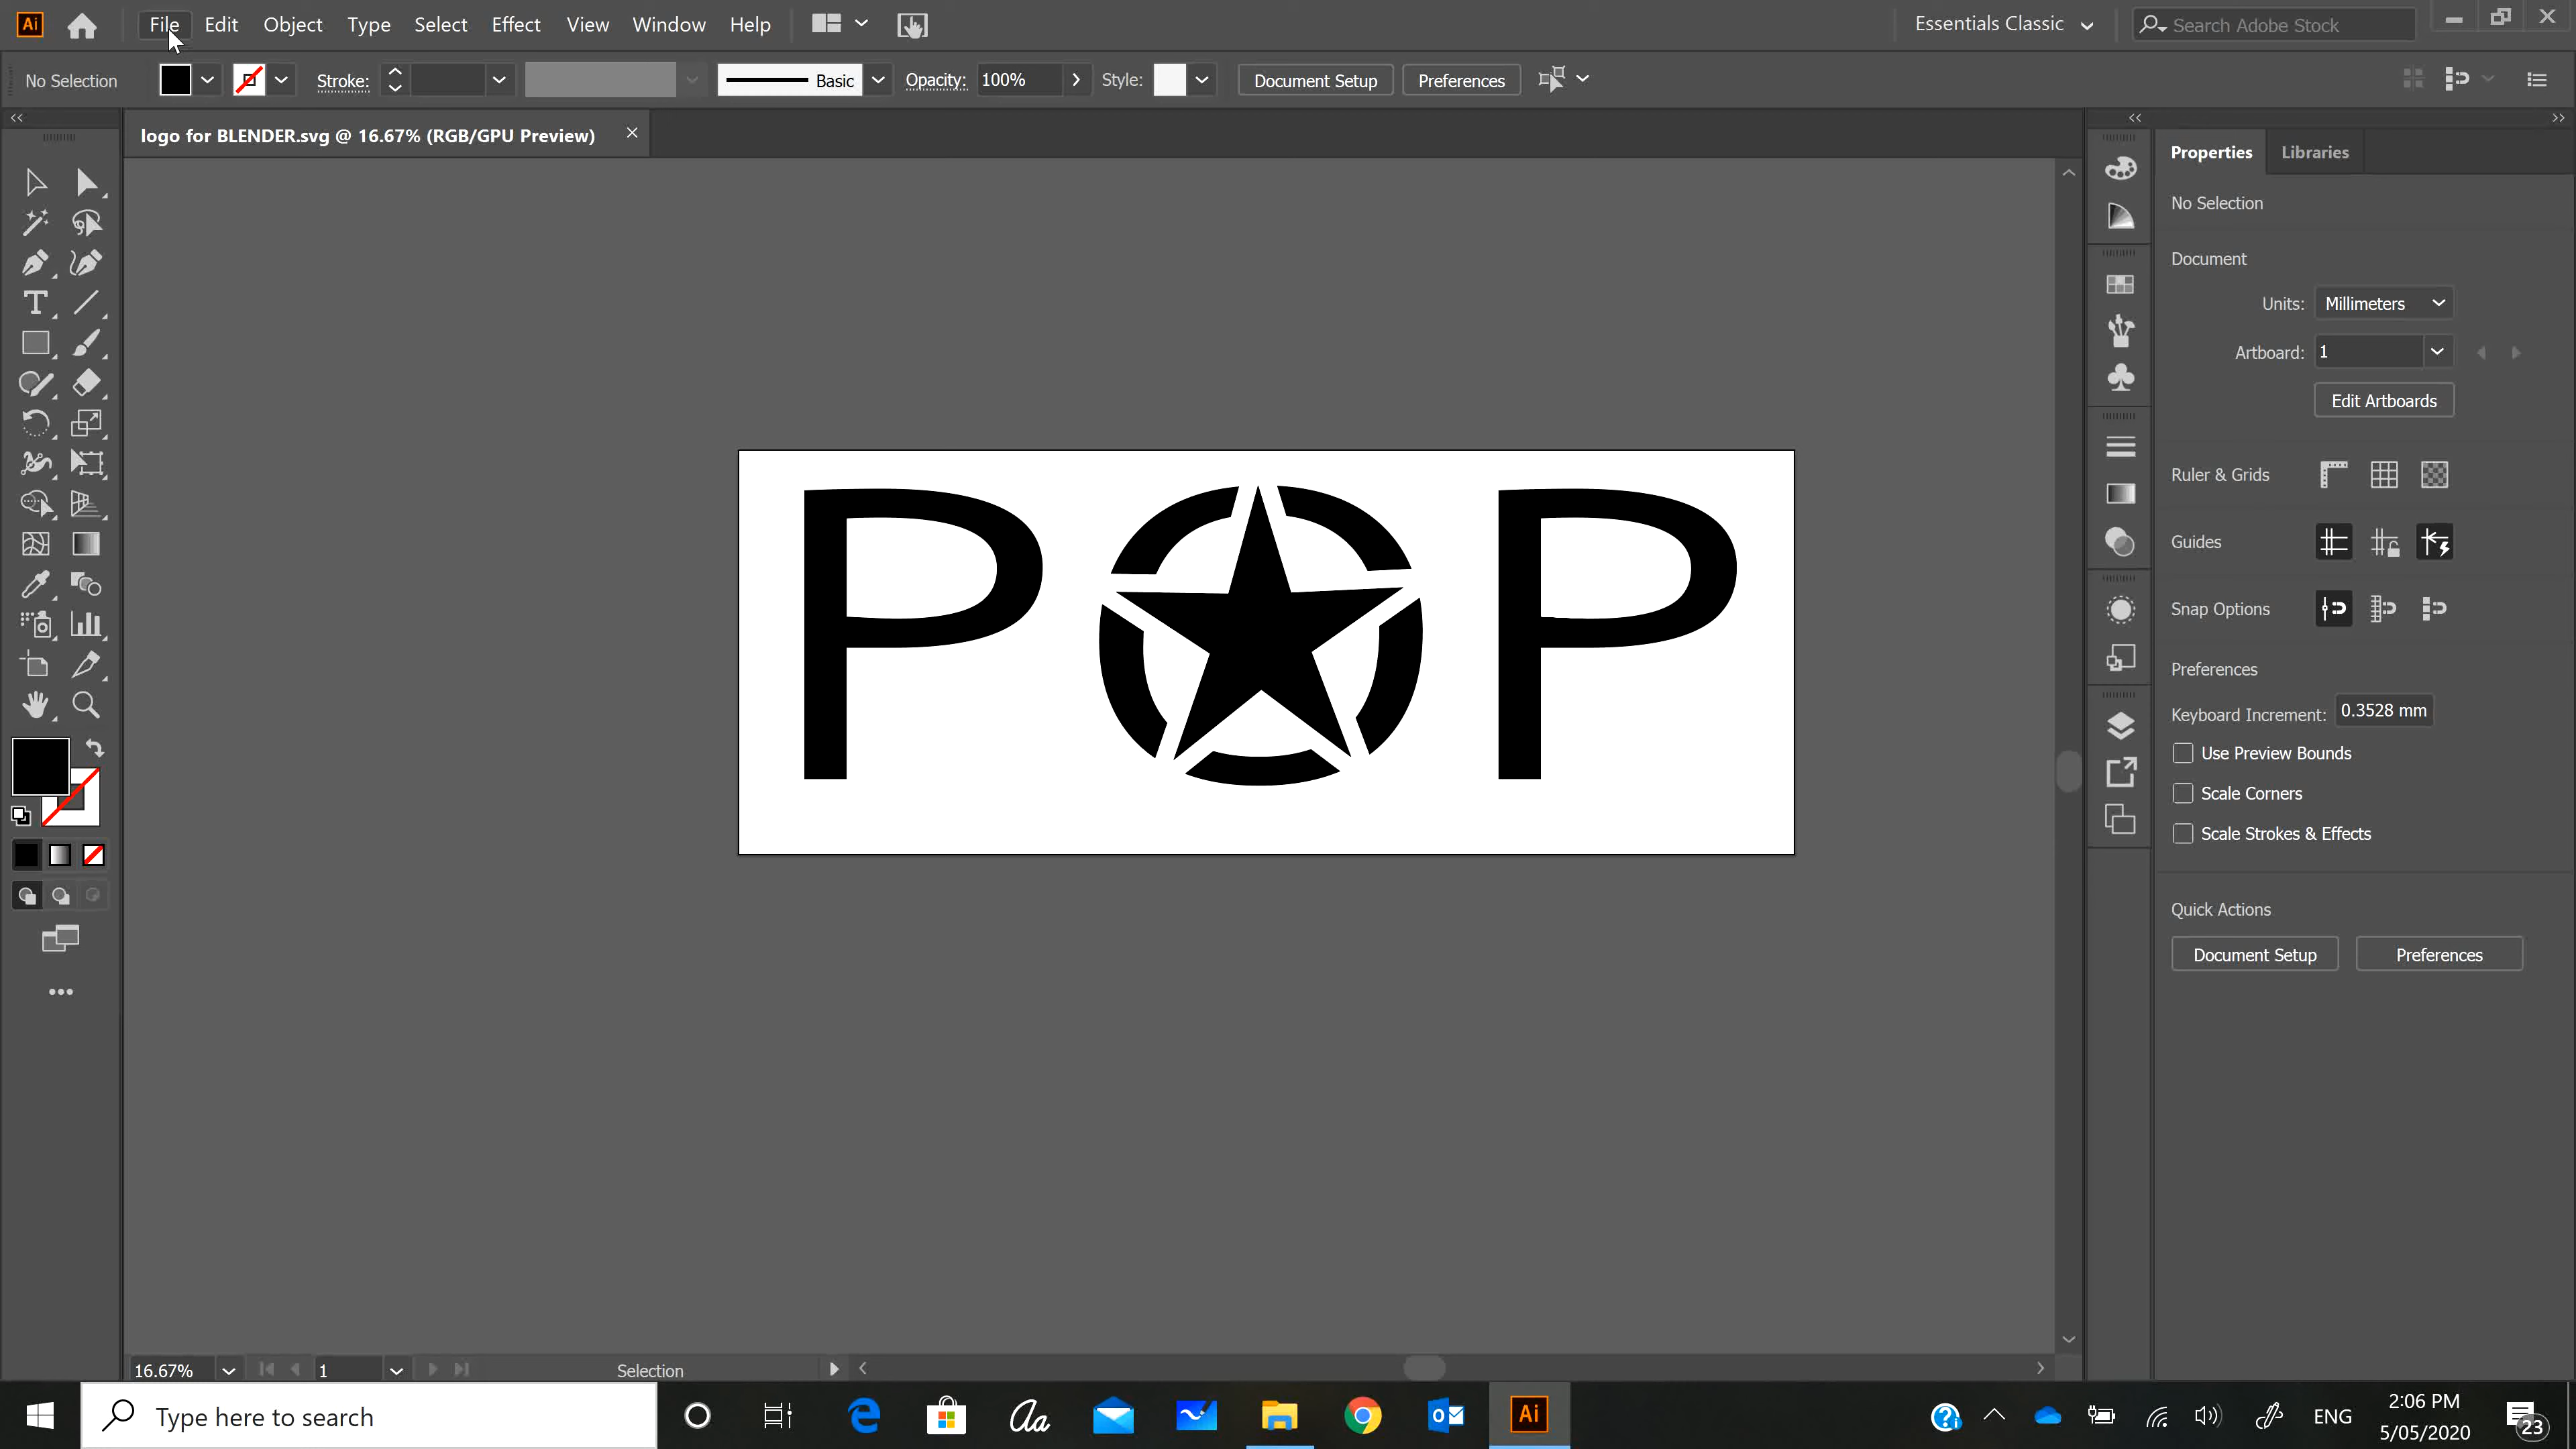 Ai File Edit Object Type Select Effect View Window Help Essentials Classic Search Adobe Stock
No Selection Stroke: Basic Opacity: 100% Style: Document Setup Preferences
logo for BLENDER.svg @ 16.67% (RGB/GPU Preview)
Properties Libraries
No Selection
Document
Units: Millimeters
Artboard: 1
Edit Artboards
Ruler & Grids
Guides
Snap Options
Preferences
Keyboard Increment: 0.3528 mm
Use Preview Bounds
Scale Corners
Scale Strokes & Effects
Quick Actions
Document Setup Preferences
P P
16.67% 1 Selection
Type here to search
Ai
ENG
2:06 PM
5/05/2020
23